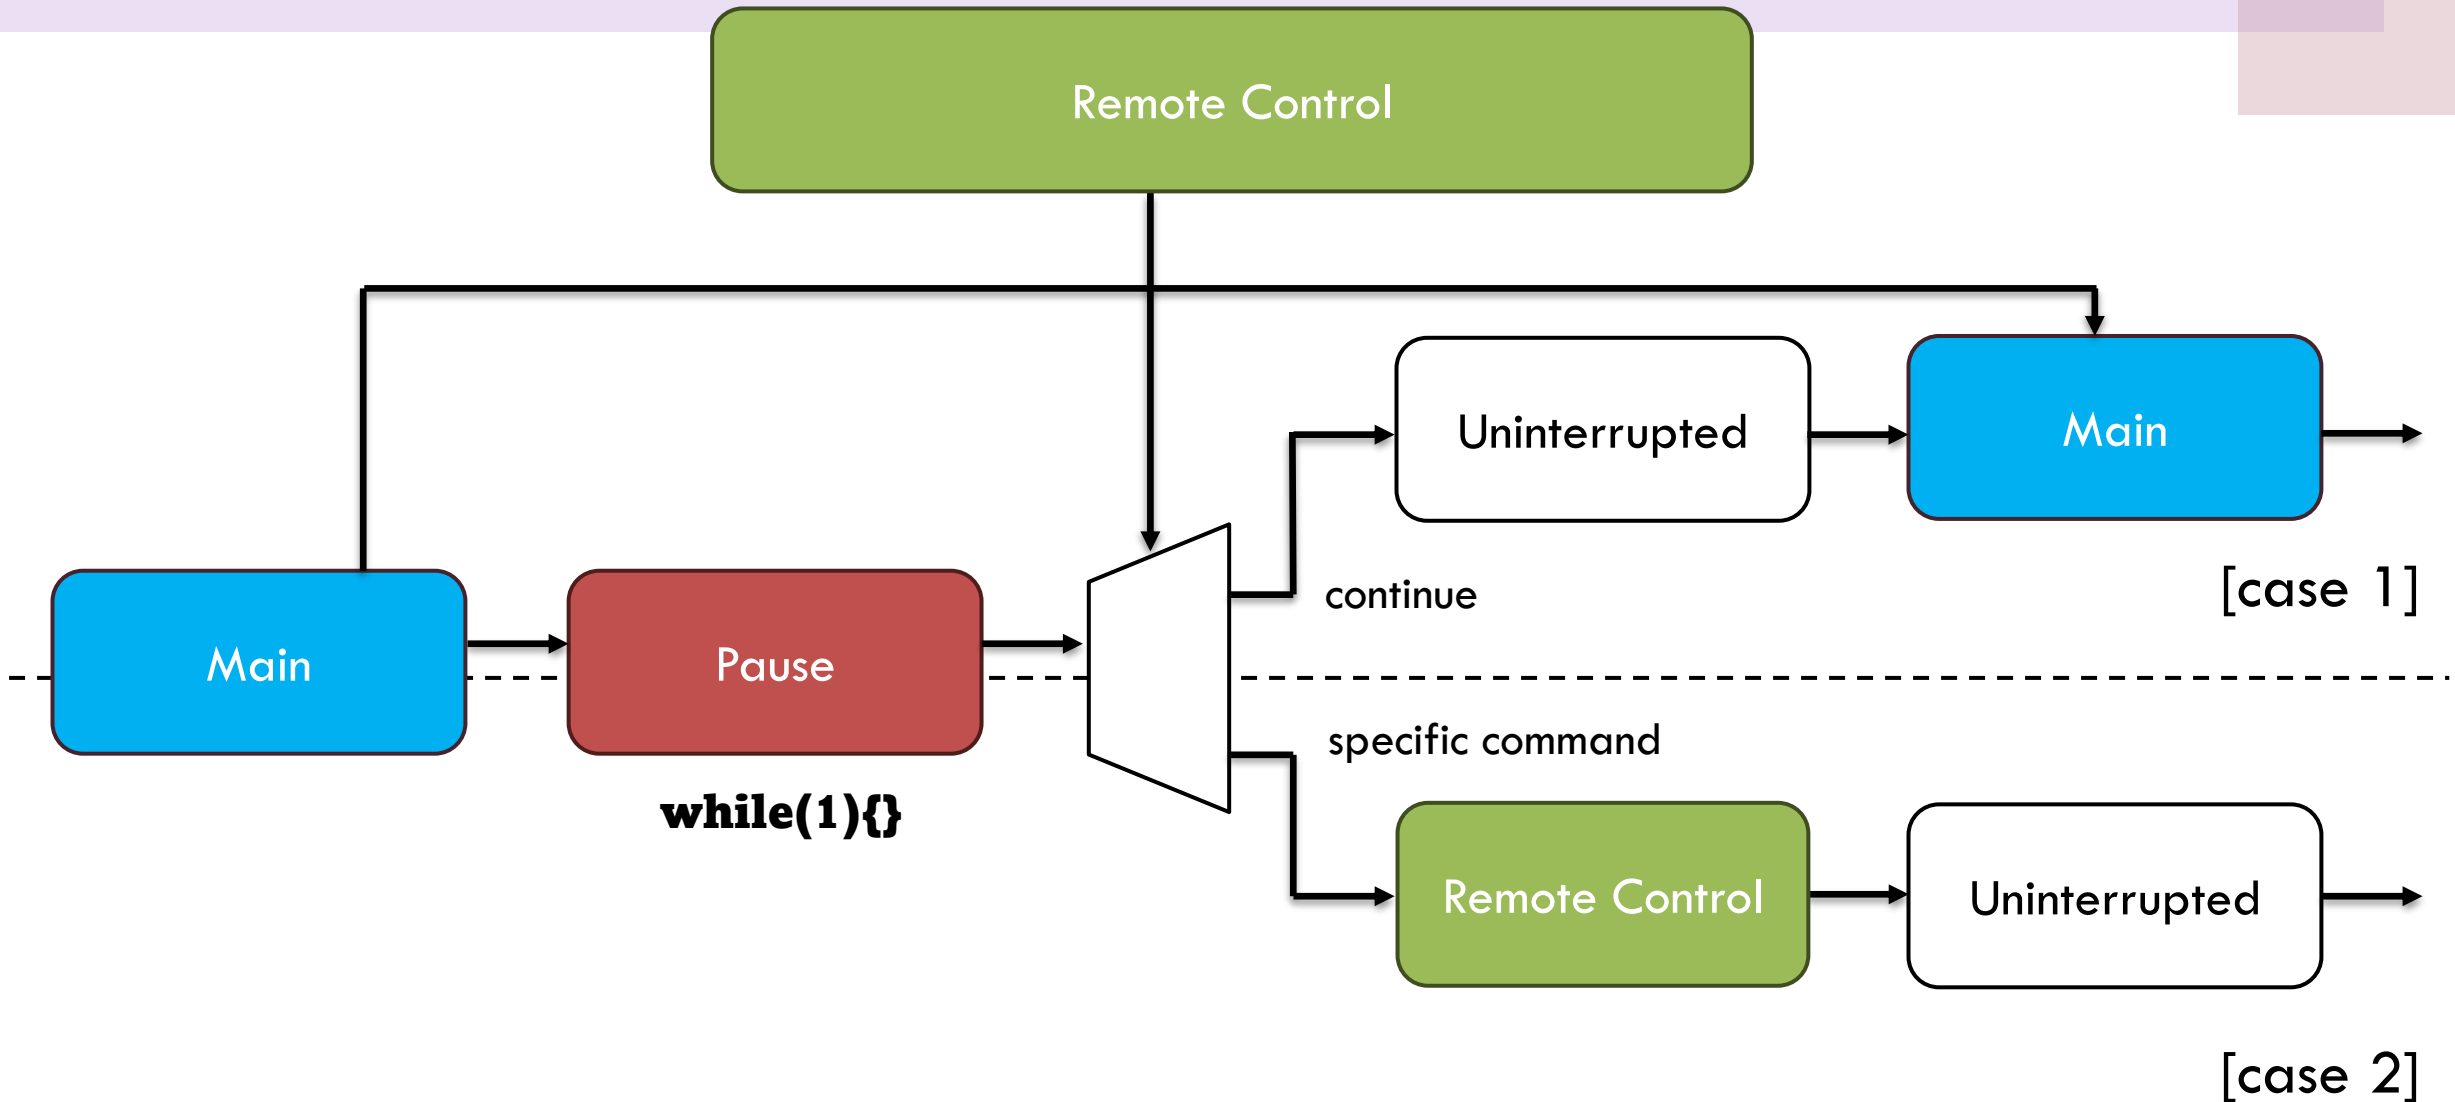 Remote Control
Uninterrupted
Main
continue
[case 1]
Main
Pause
specific command
while(1){}
Remote Control
Uninterrupted
[case 2]